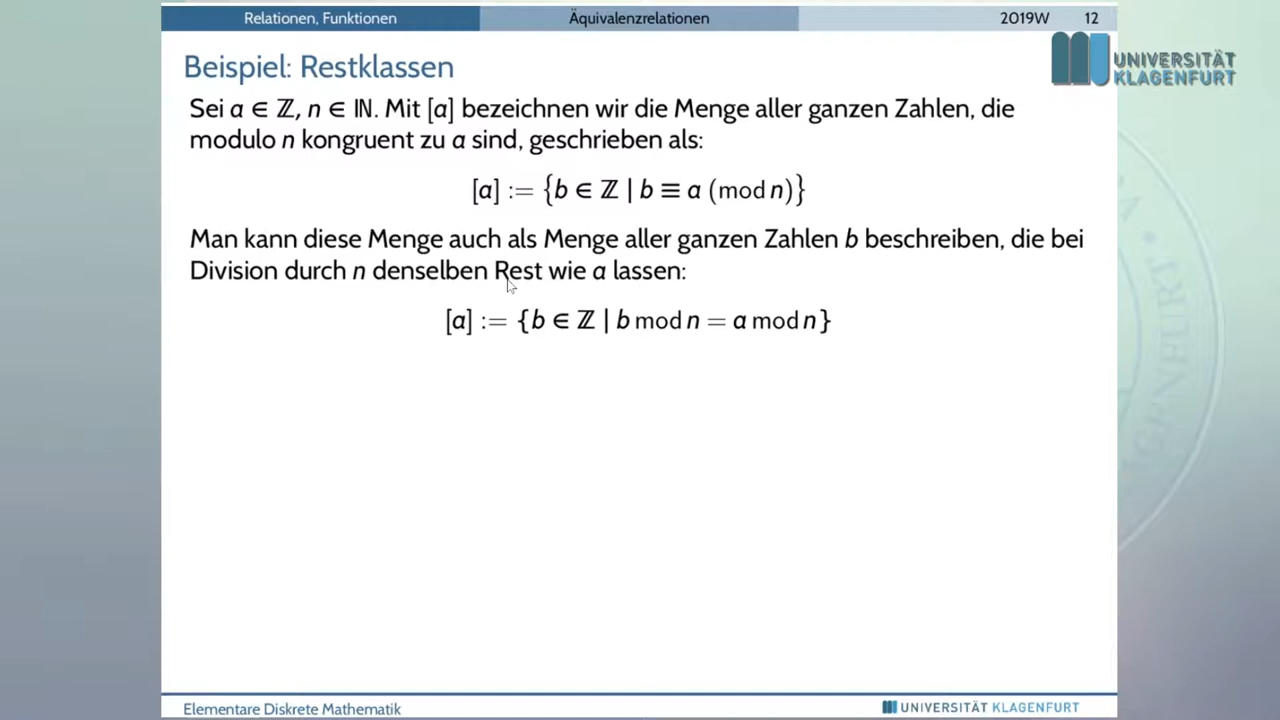 Relationen, Funktionen
Äquivalenzrelationen
2019W 12
UNIVERSITÄT
KLAGENFURT
Beispiel: Restklassen
Sei a ∈ ℤ, n ∈ ℕ. Mit [a] bezeichnen wir die Menge aller ganzen Zahlen, die
modulo n kongruent zu a sind, geschrieben als:
[a] := {b ∈ ℤ | b ≡ a (mod n)}
Man kann diese Menge auch als Menge aller ganzen Zahlen b beschreiben, die bei
Division durch n denselben Rest wie a lassen:
[a] := {b ∈ ℤ | b mod n = a mod n}
Elementare Diskrete Mathematik
UNIVERSITÄT KLAGENFURT